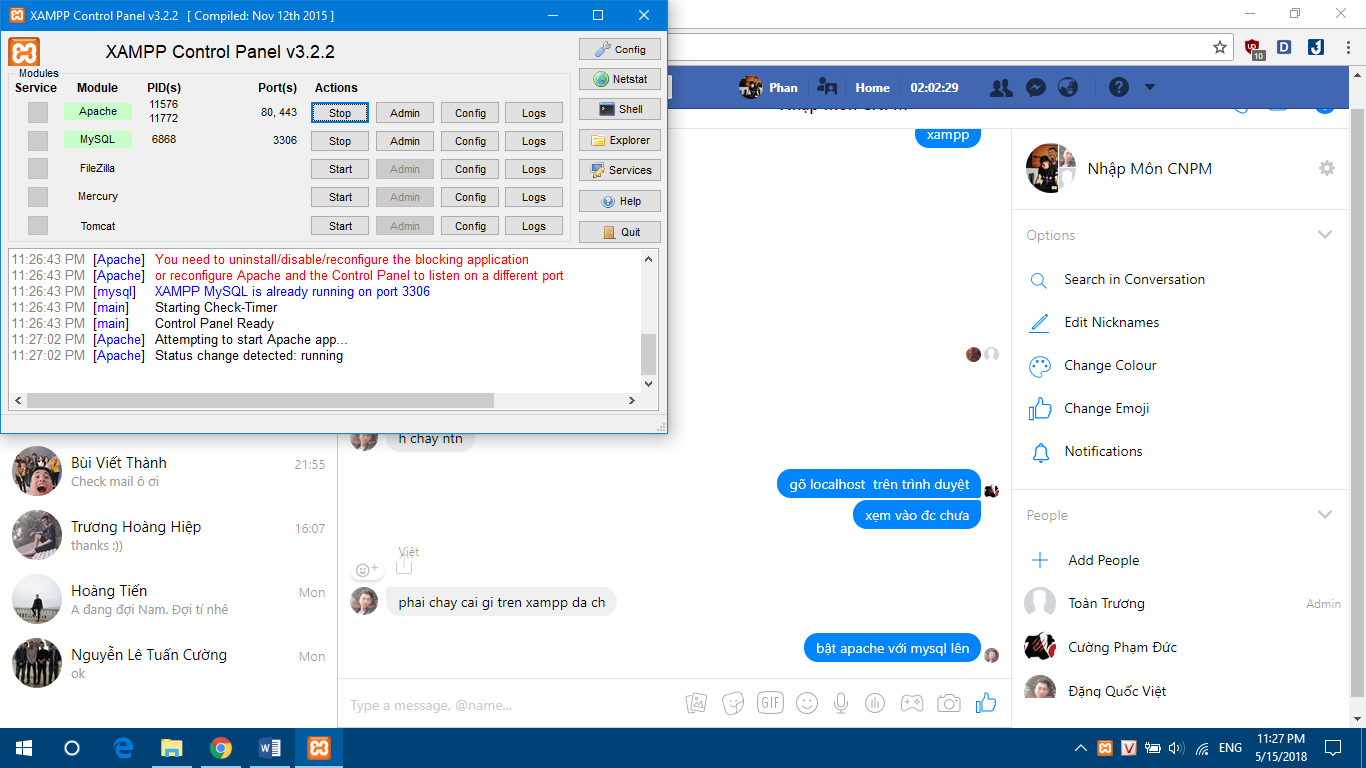 XAMPP Control Panel v3.2.2 [ Compiled: Nov 12th 2015 ]
XAMPP Control Panel v3.2.2
Config
Modules
Service Module PID(s) Port(s) Actions
Netstat
Apache 11576 11772 80, 443 Stop Admin Config Logs
Shell
MySQL 6868 3306 Stop Admin Config Logs
Explorer
FileZilla Start Admin Config Logs
Services
Mercury Start Admin Config Logs
Help
Tomcat Start Admin Config Logs
Quit
11:26:43 PM [Apache] You need to uninstall/disable/reconfigure the blocking application
11:26:43 PM [Apache] or reconfigure Apache and the Control Panel to listen on a different port
11:26:43 PM [mysql] XAMPP MySQL is already running on port 3306
11:26:43 PM [main] Starting Check-Timer
11:26:43 PM [main] Control Panel Ready
11:27:02 PM [Apache] Attempting to start Apache app...
11:27:02 PM [Apache] Status change detected: running
10
Phan Home 02:02:29
xampp
h chay ntn
gõ localhost trên trình duyệt
xẹm vào đc chưa
Việt
phai chay cai gi tren xampp da ch
bật apache với mysql lên
Type a message, @name...
GIF
Bùi Viết Thành 21:55
Check mail ô ơi
Trương Hoàng Hiệp 16:07
thanks :))
Hoàng Tiến Mon
A đang đợi Nam. Đợi tí nhê
Nguyễn Lê Tuấn Cường Mon
ok
Nhập Môn CNPM
Options
Search in Conversation
Edit Nicknames
Change Colour
Change Emoji
Notifications
People
Add People
Toàn Trương Admin
Cường Phạm Đức
Đặng Quốc Việt
ENG
11:27 PM
5/15/2018